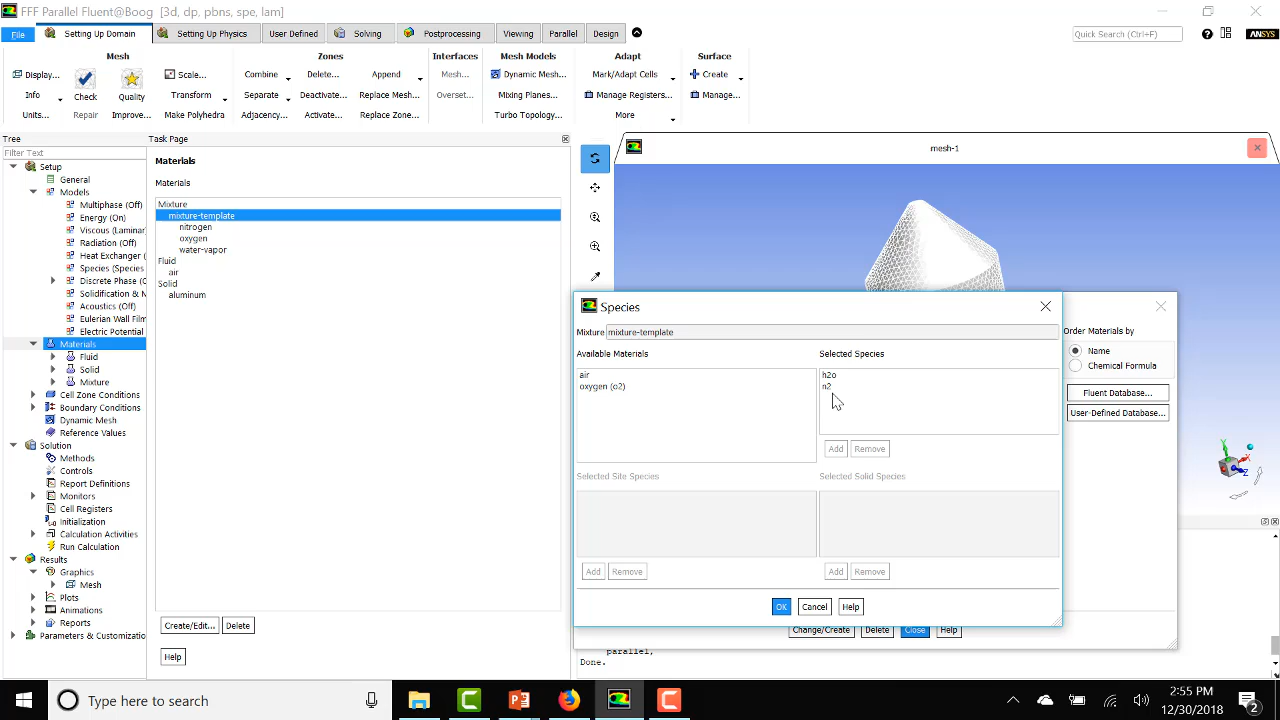 FFF Parallel Fluent@Boog [3d, dp, pbns, spe, lam]
File Setting Up Domain Setting Up Physics User Defined Solving Postprocessing Viewing Parallel Design Quick Search (Ctrl+F) ANSYS
Mesh Zones Interfaces Mesh Models Adapt Surface
Display... Scale... Combine Delete... Append Mesh... Dynamic Mesh... Mark/Adapt Cells Create
Info Check Quality Transform Separate Deactivate... Replace Mesh... Overset... Mixing Planes... Manage Registers... Manage...
Units... Repair Improve... Make Polyhedra Adjacency... Activate... Replace Zone... Turbo Topology... More
Tree
Filter Text
Setup
General
Models
Multiphase (Off)
Energy (On)
Viscous (Laminar
Radiation (Off)
Heat Exchanger (
Species (Species
Discrete Phase (
Solidification & N
Acoustics (Off)
Eulerian Wall Film
Electric Potential
Materials
Fluid
Solid
Mixture
Cell Zone Conditions
Boundary Conditions
Dynamic Mesh
Reference Values
Solution
Methods
Controls
Report Definitions
Monitors
Cell Registers
Initialization
Calculation Activities
Run Calculation
Results
Graphics
Mesh
Plots
Animations
Reports
Parameters & Customizatio
Task Page
Materials
Materials
Mixture
mixture-template
nitrogen
oxygen
water-vapor
Fluid
air
Solid
aluminum
Create/Edit... Delete
Help
mesh-1
Species
Mixture mixture-template
Available Materials Selected Species
air h2o
oxygen (o2) n2
Add Remove
Selected Site Species Selected Solid Species
Add Remove Add Remove
OK Cancel Help
Order Materials by
Name
Chemical Formula
Fluent Database...
User-Defined Database...
Change/Create Delete Close Help
parallel,
Done.
Y
X
Z
Type here to search
2:55 PM
12/30/2018
2